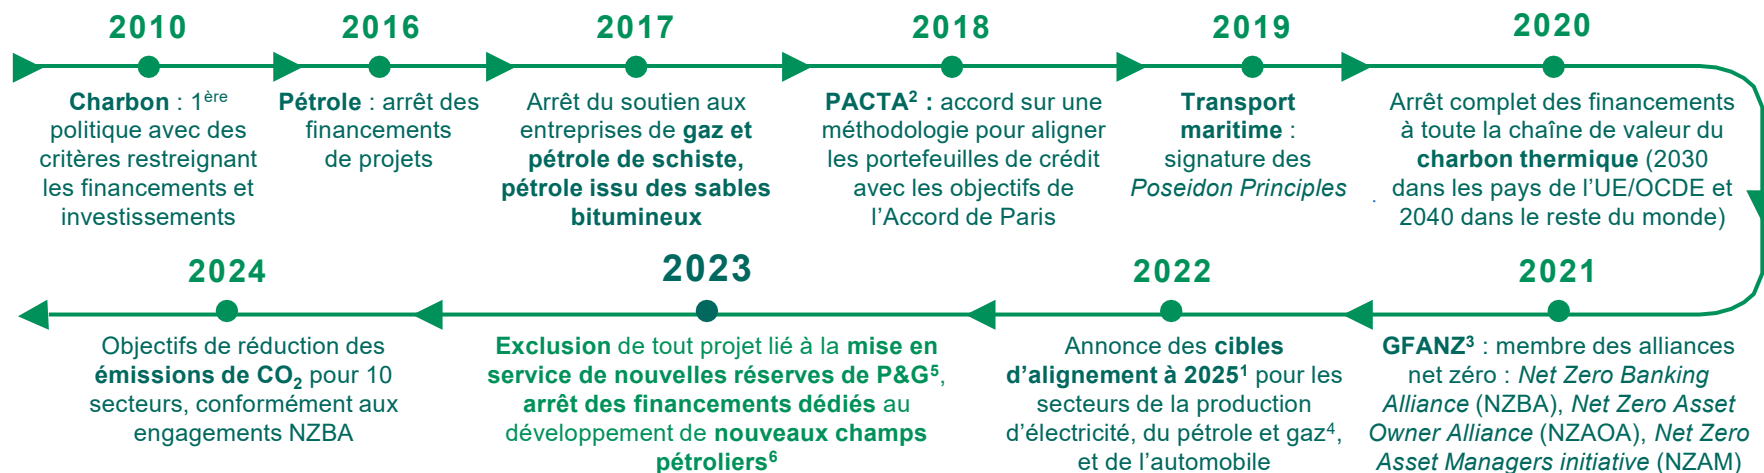 2010
Charbon : 1ère
politique avec des
critères restreignant
les financements et
investissements
2016
Pétrole : arrêt des
financements
de projets
2017
Arrêt du soutien aux
entreprises de gaz et
pétrole de schiste,
pétrole issu des sables
bitumineux
2018
PACTA² : accord sur une
méthodologie pour aligner
les portefeuilles de crédit
avec les objectifs de
l’Accord de Paris
2019
Transport
maritime :
signature des
Poseidon Principles
2020
Arrêt complet des financements
à toute la chaîne de valeur du
charbon thermique (2030
dans les pays de l’UE/OCDE et
2040 dans le reste du monde)
2021
GFANZ³ : membre des alliances
net zéro : Net Zero Banking
Alliance (NZBA), Net Zero Asset
Owner Alliance (NZAOA), Net Zero
Asset Managers initiative (NZAM)
2022
Annonce des cibles
d’alignement à 2025¹ pour les
secteurs de la production
d’électricité, du pétrole et gaz⁴,
et de l’automobile
2023
Exclusion de tout projet lié à la mise en
service de nouvelles réserves de P&G⁵,
arrêt des financements dédiés au
développement de nouveaux champs
pétroliers⁶
2024
Objectifs de réduction des
émissions de CO₂ pour 10
secteurs, conformément aux
engagements NZBA